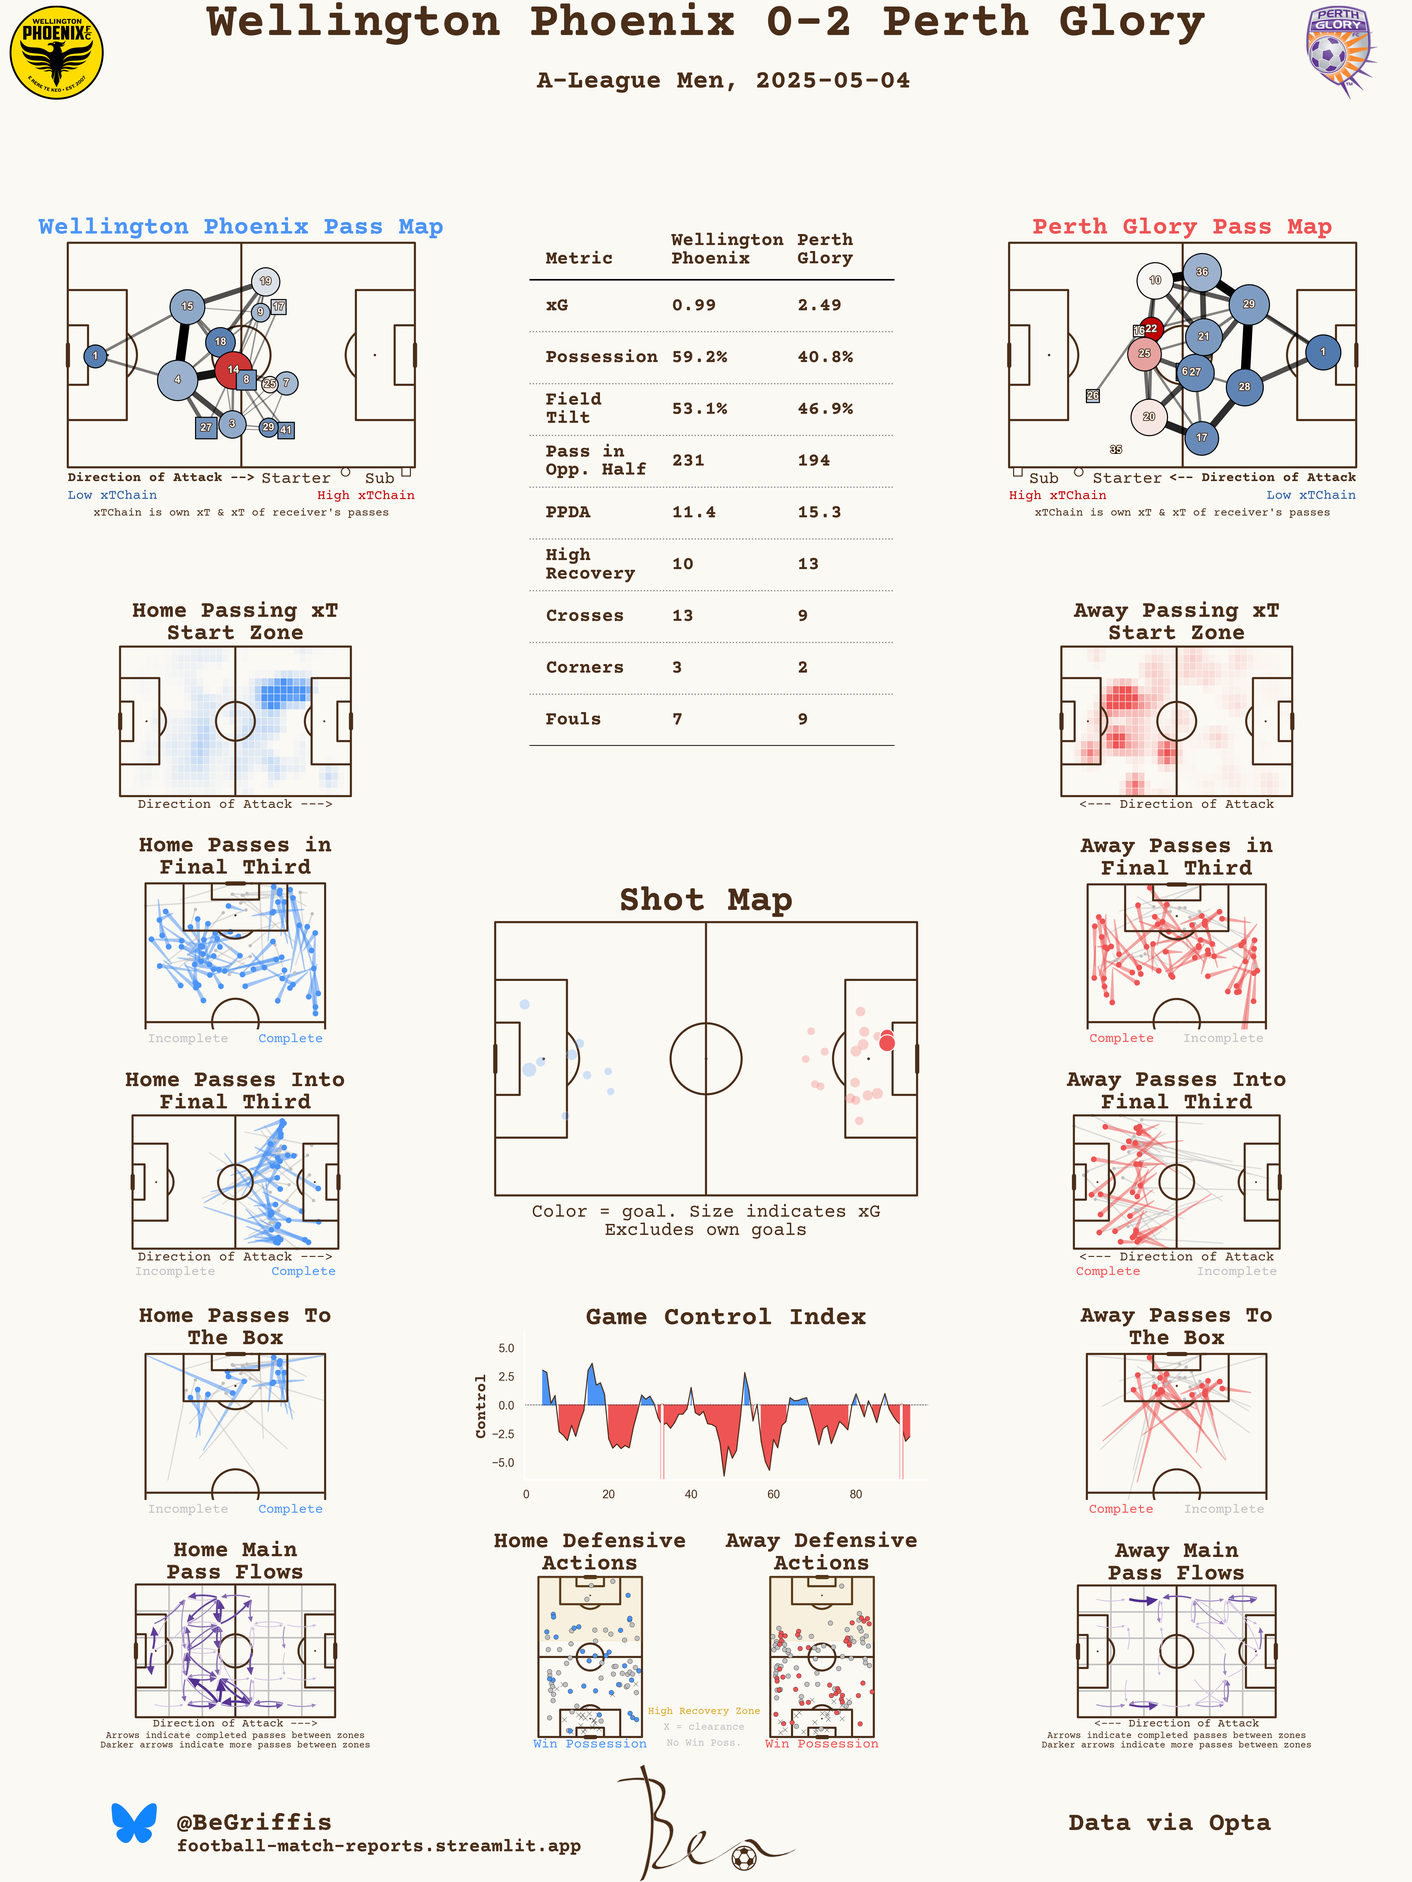 Wellington Phoenix 0-2 Perth Glory
A-League Men, 2025-05-04
PHOENIX FC
E RERE TE KEO • EST. 2007
PERTH
GLORY
FC
TM
Wellington Phoenix Pass Map
1
15
4
18
14
8
19
9
17
25
7
27
3
29
41
Direction of Attack --> Starter Sub
Low xTChain High xTChain
xTChain is own xT & xT of receiver's passes
Metric Wellington Phoenix Perth Glory
xG 0.99 2.49
Possession 59.2% 40.8%
Field Tilt 53.1% 46.9%
Pass in Opp. Half 231 194
PPDA 11.4 15.3
High Recovery 10 13
Crosses 13 9
Corners 3 2
Fouls 7 9
Perth Glory Pass Map
10
36
29
16
22
21
25
1
6
27
28
26
20
17
35
Sub Starter <-- Direction of Attack
High xTChain Low xTChain
xTChain is own xT & xT of receiver's passes
Home Passing xT
Start Zone
Direction of Attack --->
Away Passing xT
Start Zone
<--- Direction of Attack
Home Passes in
Final Third
Incomplete Complete
Away Passes in
Final Third
Complete Incomplete
Shot Map
Color = goal. Size indicates xG
Excludes own goals
Home Passes Into
Final Third
Direction of Attack --->
Incomplete Complete
Away Passes Into
Final Third
<--- Direction of Attack
Complete Incomplete
Home Passes To
The Box
Incomplete Complete
Game Control Index
Control
5.0
2.5
0.0
−2.5
−5.0
0 20 40 60 80
Away Passes To
The Box
Complete Incomplete
Home Main
Pass Flows
Direction of Attack --->
Arrows indicate completed passes between zones
Darker arrows indicate more passes between zones
Home Defensive
Actions
Win Possession
High Recovery Zone
X = clearance
No Win Poss.
Away Defensive
Actions
Win Possession
Away Main
Pass Flows
<--- Direction of Attack
Arrows indicate completed passes between zones
Darker arrows indicate more passes between zones
@BeGriffis
football-match-reports.streamlit.app
Ben
Data via Opta